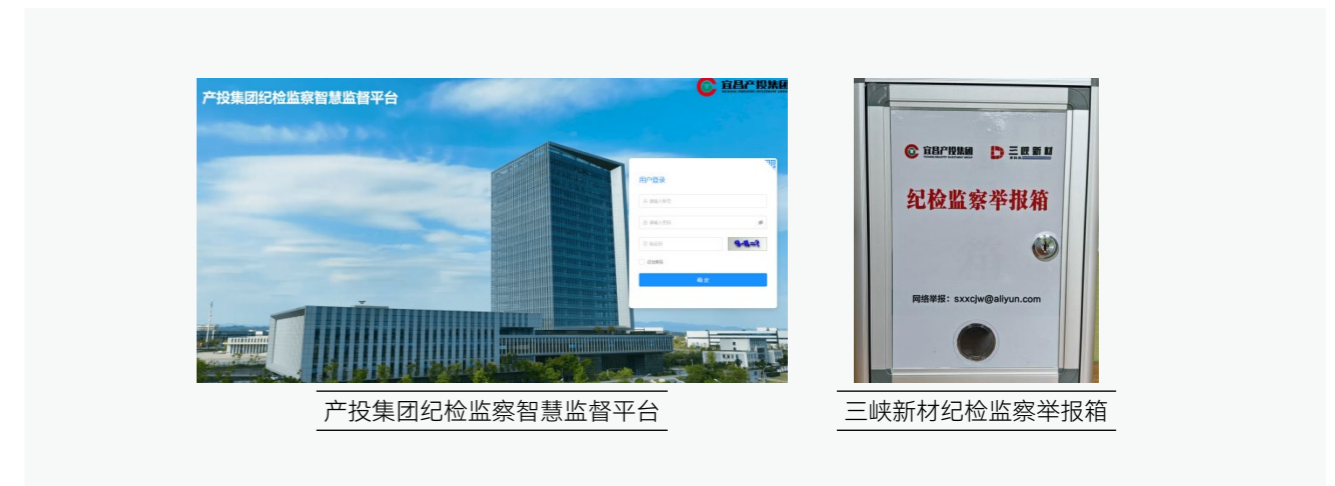 产投集团纪检监察智慧监督平台
宜昌产投集团
用户登录
宜昌产投集团
三峡新材
纪检监察举报箱
网络举报：sxxcjw@aliyun.com
产投集团纪检监察智慧监督平台
三峡新材纪检监察举报箱